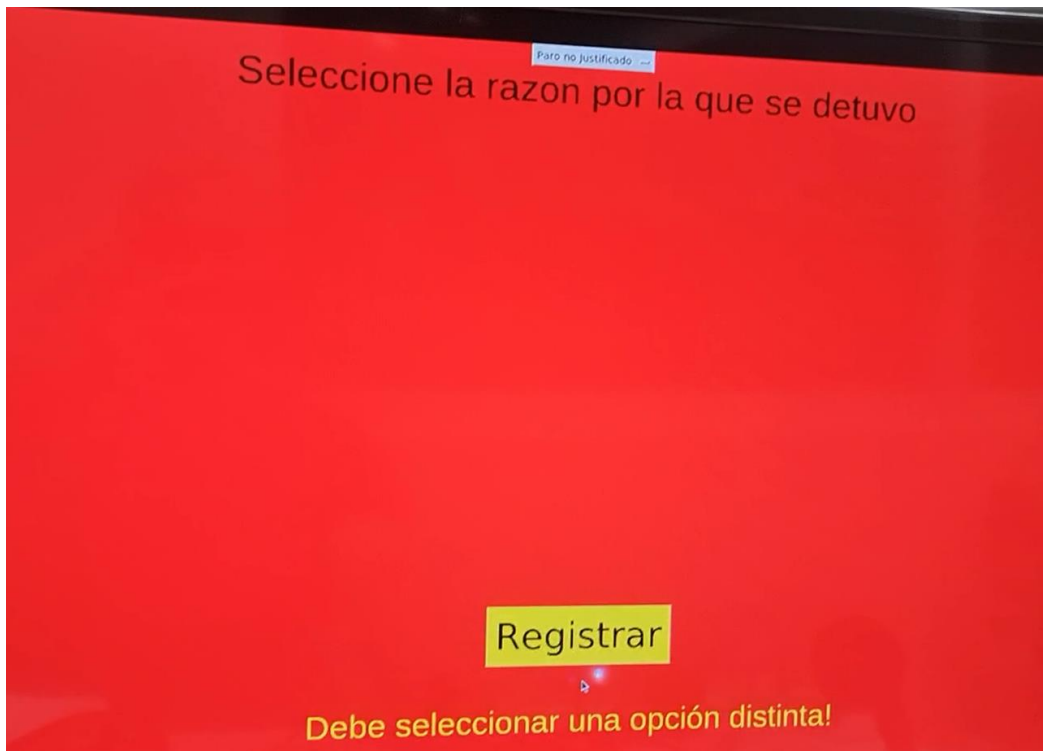 Paro no Justificado
Seleccione la razon por la que se detuvo
Registrar
Debe seleccionar una opción distinta!